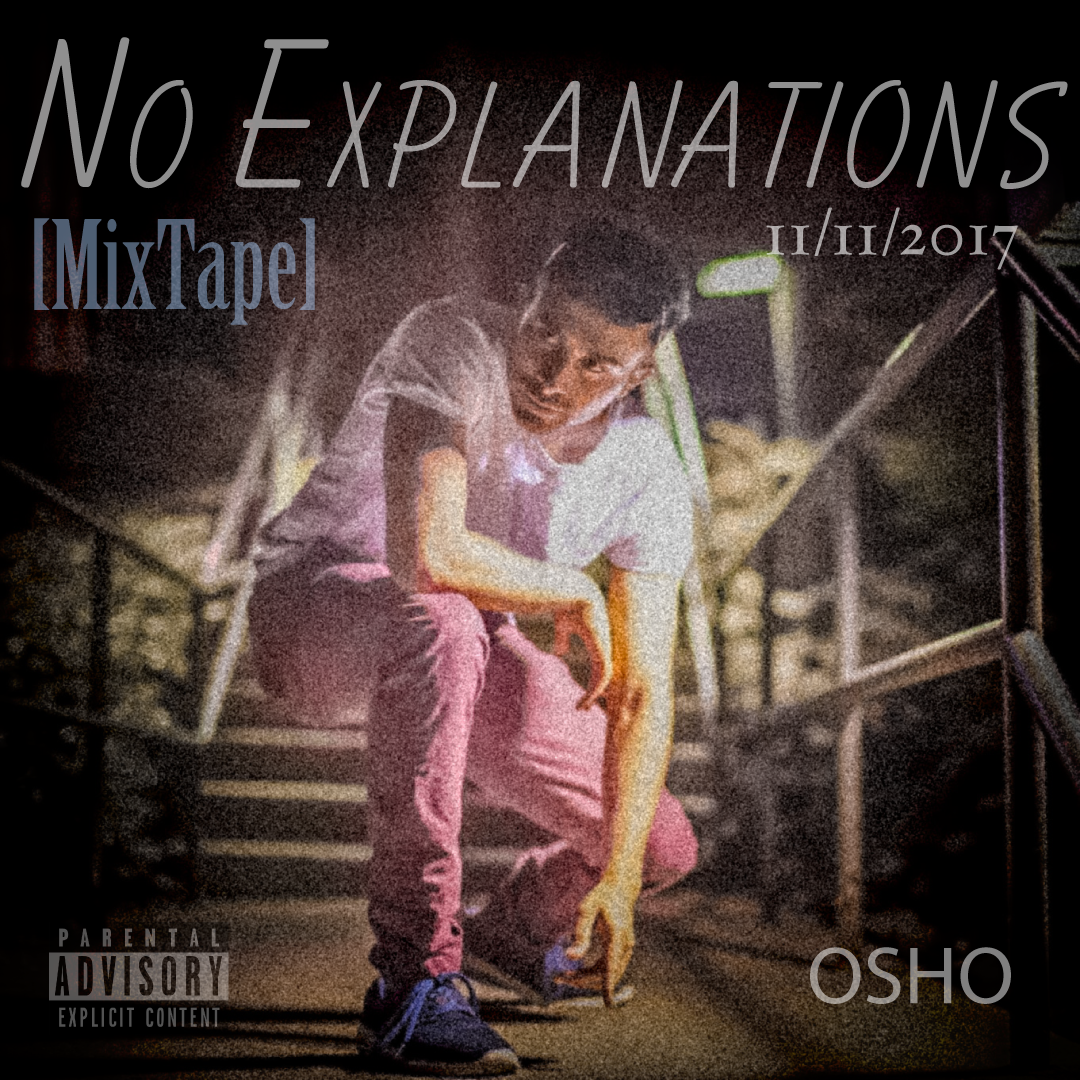 No Explanations
[MixTape]
11/11/2017
PARENTAL
ADVISORY
EXPLICIT CONTENT
OSHO